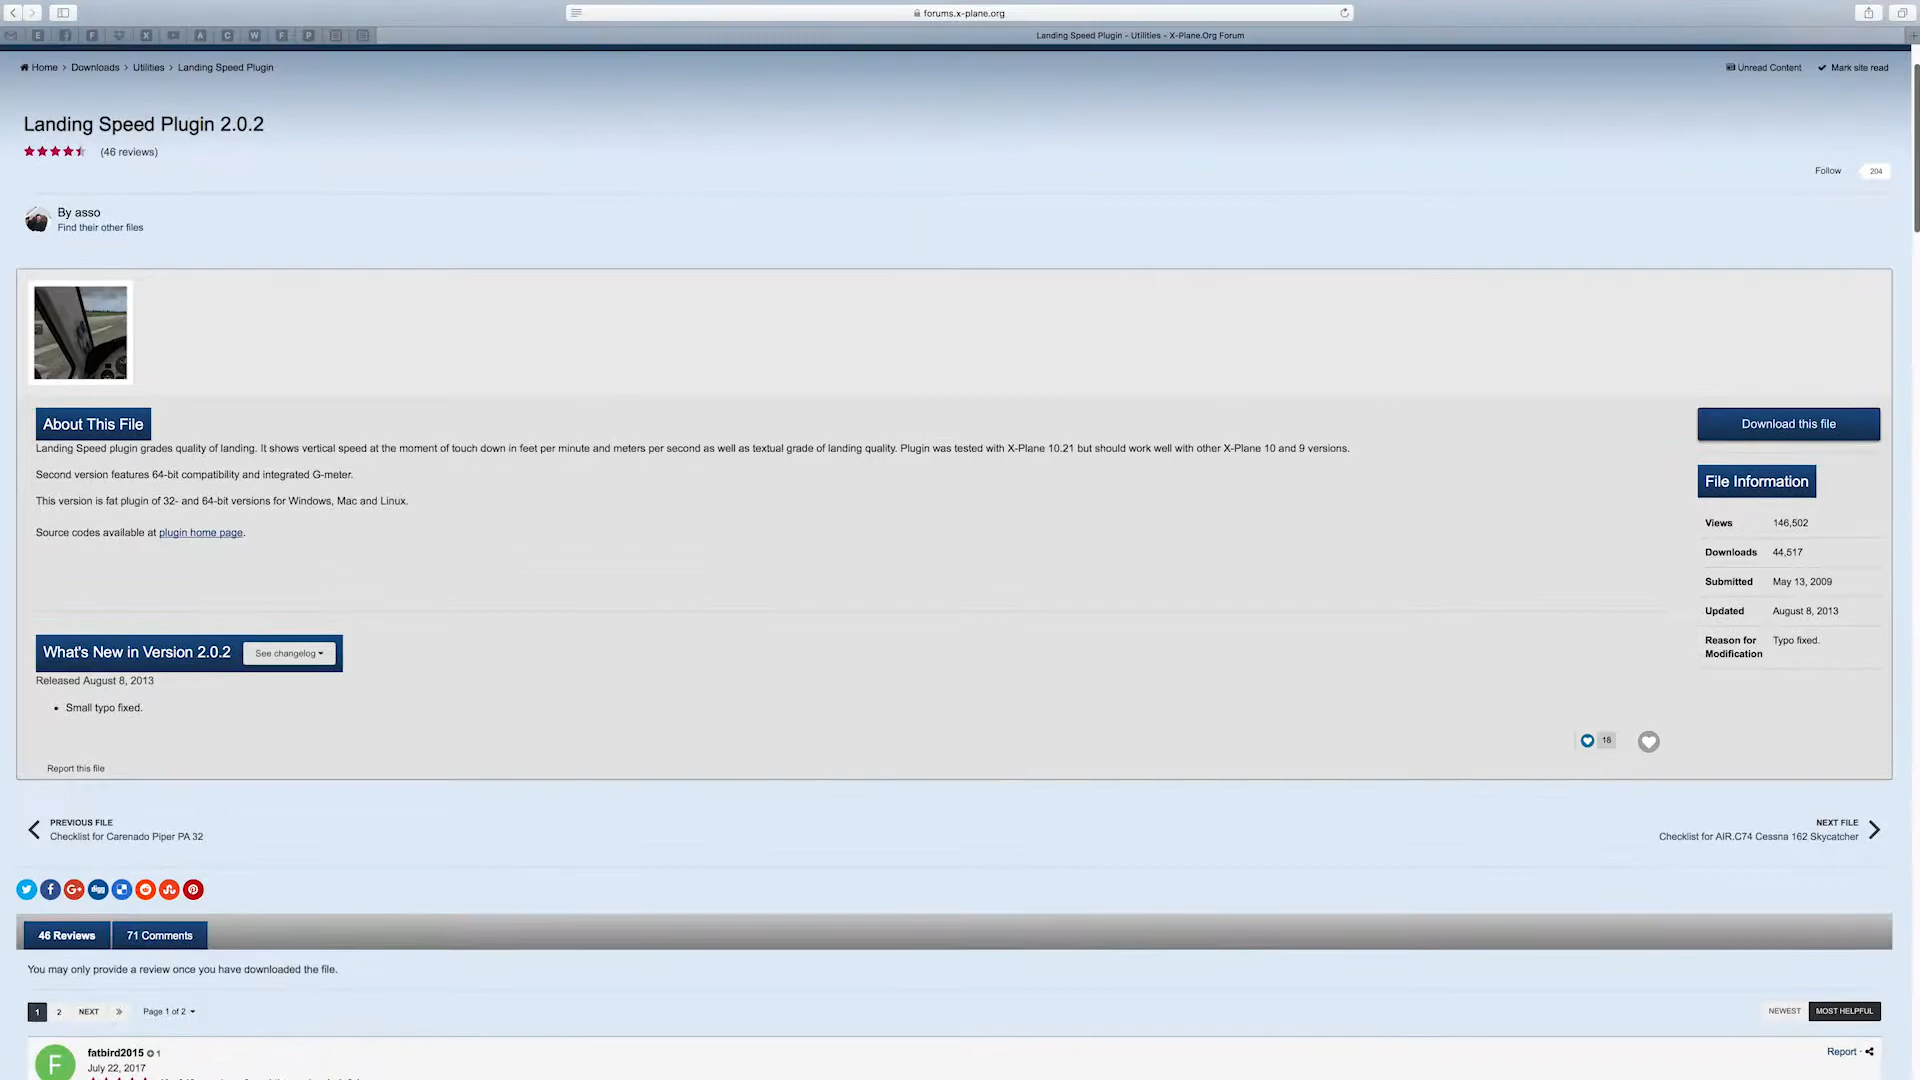 forums.x-plane.org
E F X A C W F P
Landing Speed Plugin - Utilities - X-Plane.Org Forum
Home > Downloads > Utilities > Landing Speed Plugin
Unread Content Mark site read
Landing Speed Plugin 2.0.2
(46 reviews)
Follow 204
By asso
Find their other files
About This File
Download this file
Landing Speed plugin grades quality of landing. It shows vertical speed at the moment of touch down in feet per minute and meters per second as well as textual grade of landing quality. Plugin was tested with X-Plane 10.21 but should work well with other X-Plane 10 and 9 versions.
Second version features 64-bit compatibility and integrated G-meter.
This version is fat plugin of 32- and 64-bit versions for Windows, Mac and Linux.
Source codes available at plugin home page.
File Information
Views 146,502
Downloads 44,517
Submitted May 13, 2009
Updated August 8, 2013
Reason for Modification Typo fixed.
What's New in Version 2.0.2 See changelog
Released August 8, 2013
• Small typo fixed.
18
Report this file
PREVIOUS FILE
Checklist for Carenado Piper PA 32
NEXT FILE
Checklist for AIR.C74 Cessna 162 Skycatcher
digg
46 Reviews 71 Comments
You may only provide a review once you have downloaded the file.
1 2 NEXT » Page 1 of 2
NEWEST MOST HELPFUL
F
fatbird2015 1
Report ·
July 22, 2017